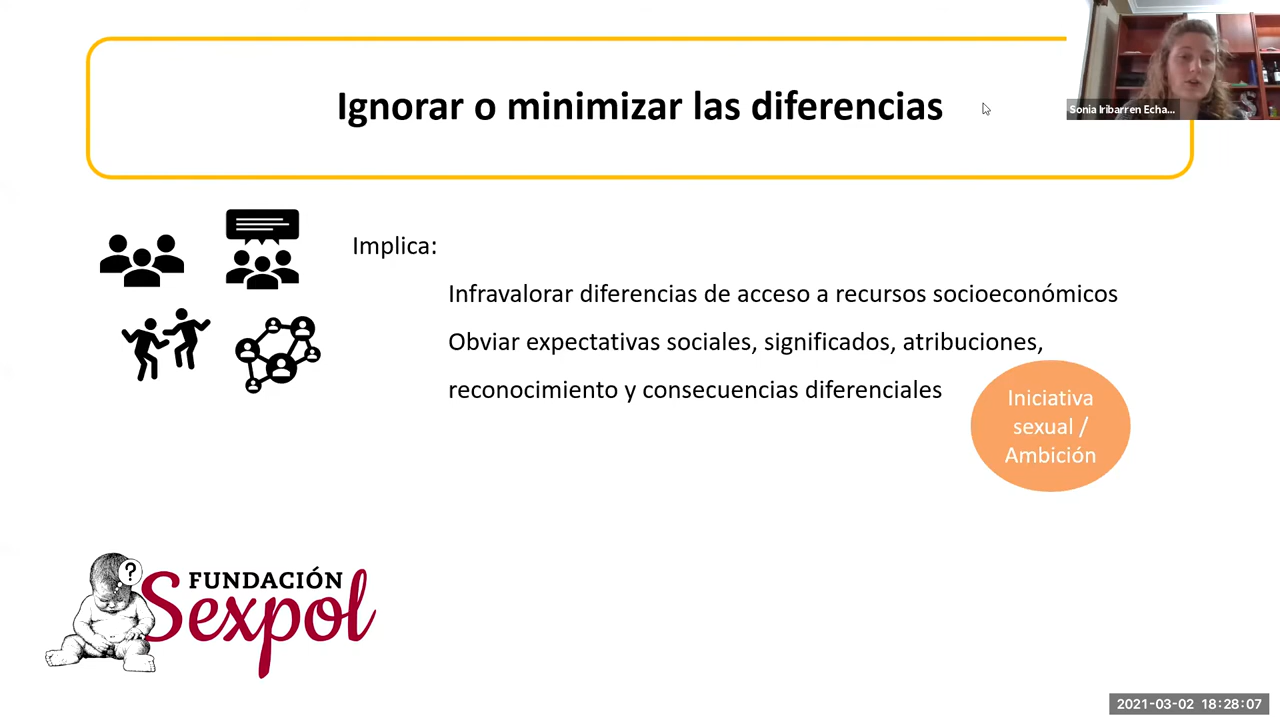 Ignorar o minimizar las diferencias
Sonia Iribarren Echa...
Implica:
Infravalorar diferencias de acceso a recursos socioeconómicos
Obviar expectativas sociales, significados, atribuciones,
reconocimiento y consecuencias diferenciales
Iniciativa
sexual /
Ambición
?
FUNDACIÓN
Sexpol
2021-03-02 18:28:07